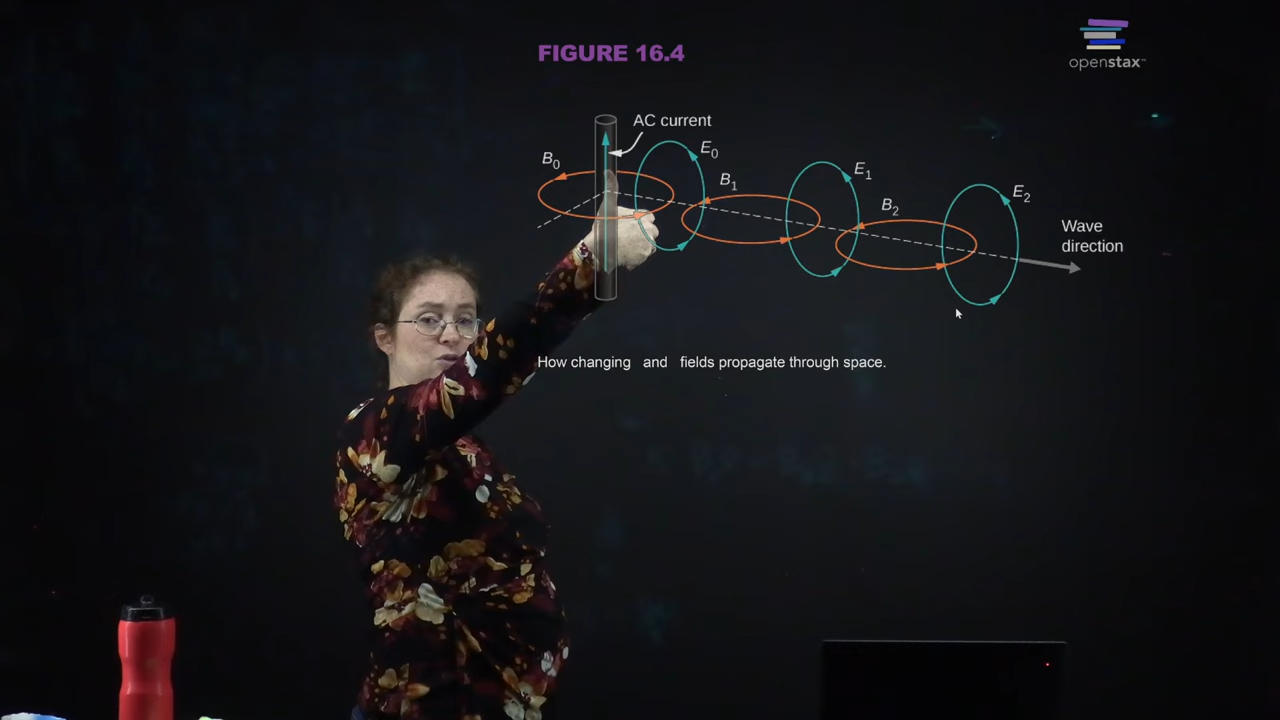 FIGURE 16.4
openstax™
AC current
B0
E0
B1
E1
B2
E2
Wave
direction
How changing and fields propagate through space.